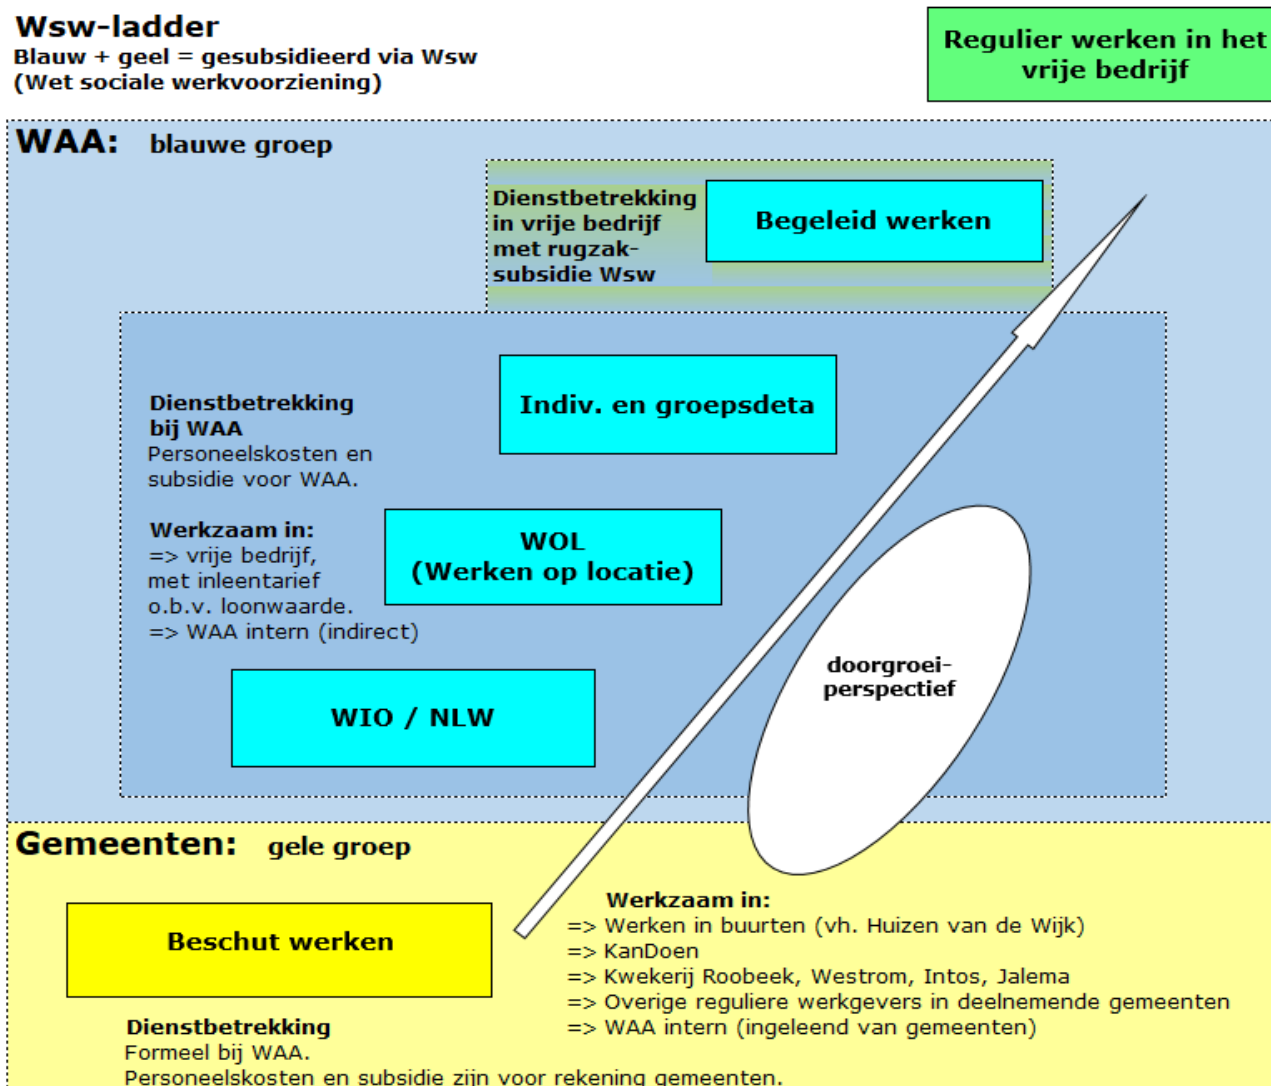 Wsw-ladder
Blauw + geel = gesubsidieerd via Wsw
(Wet sociale werkvoorziening)
Regulier werken in het
vrije bedrijf
WAA: blauwe groep
Dienstbetrekking
in vrije bedrijf
met rugzak-
subsidie Wsw
Begeleid werken
Indiv. en groepsdeta
Dienstbetrekking
bij WAA
Personeelskosten en
subsidie voor WAA.
Werkzaam in:
=> vrije bedrijf,
met inleentarief
o.b.v. loonwaarde.
=> WAA intern (indirect)
WOL
(Werken op locatie)
WIO / NLW
doorgroei-
perspectief
Gemeenten: gele groep
Beschut werken
Werkzaam in:
=> Werken in buurten (vh. Huizen van de Wijk)
=> KanDoen
=> Kwekerij Roobeek, Westrom, Intos, Jalema
=> Overige reguliere werkgevers in deelnemende gemeenten
=> WAA intern (ingeleend van gemeenten)
Dienstbetrekking
Formeel bij WAA.
Personeelskosten en subsidie zijn voor rekening gemeenten.